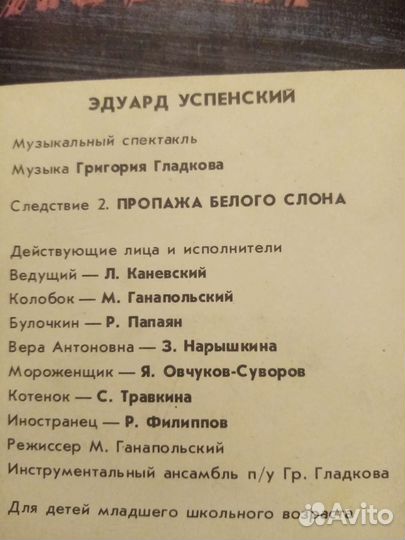 ЭДУАРД УСПЕНСКИЙ
Музыкальный спектакль
Музыка Григория Гладкова
Следствие 2. ПРОПАЖА БЕЛОГО СЛОНА
Действующие лица и исполнители
Ведущий — Л. Каневский
Колобок — М. Ганапольский
Булочкин — Р. Папаян
Вера Антоновна — З. Нарышкина
Мороженщик — Я. Овчуков-Суворов
Котенок — С. Травкина
Иностранец — Р. Филиппов
Режиссер М. Ганапольский
Инструментальный ансамбль п/у Гр. Гладкова
Для детей младшего школьного возраста
Avito